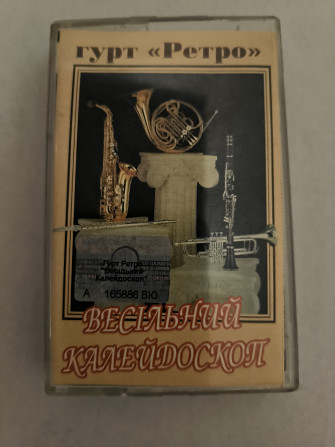 гурт «Ретро»
Гурт Ретро
"Весільний
Калейдоскоп"
А 165886 ВІО
ВЕСІЛЬНИЙ
КАЛЕЙДОСКОП